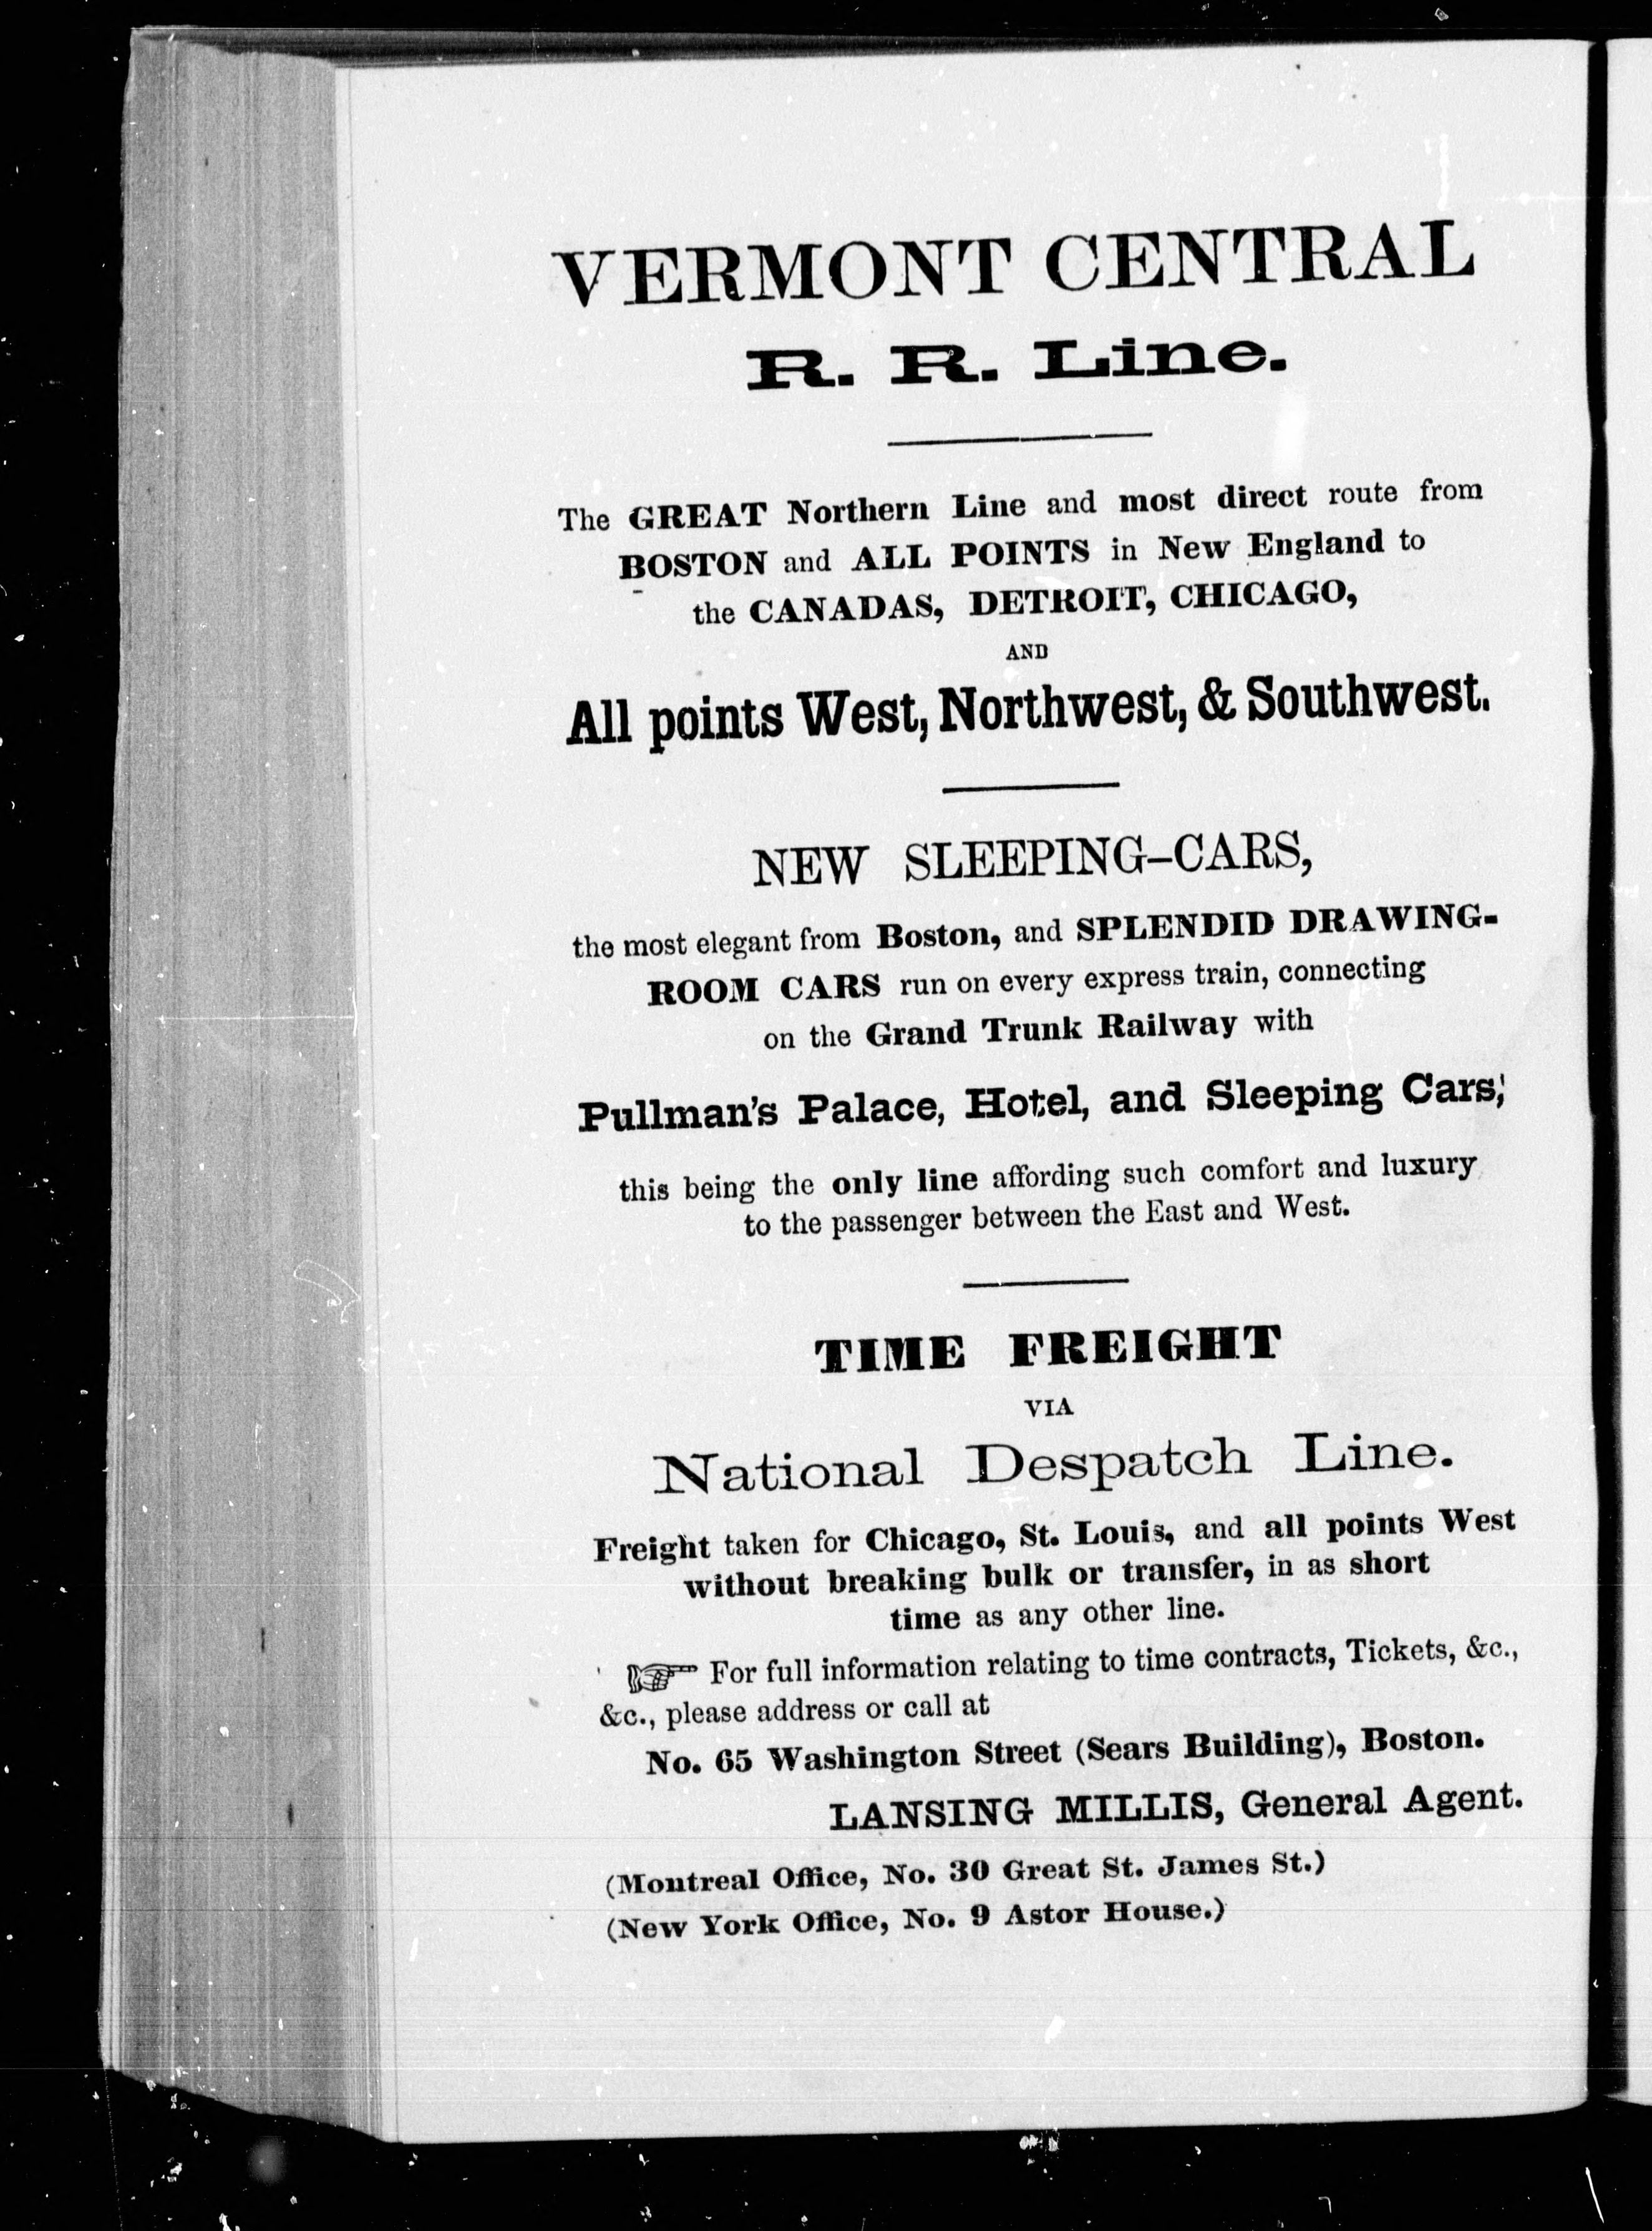 VERMONT CENTRAL
R. R. Line.
The GREAT Northern Line and most direct route from
BOSTON and ALL POINTS in New England to
the CANADAS, DETROIT, CHICAGO,
AND
All points West, Northwest, & Southwest.
NEW SLEEPING-CARS,
the most elegant from Boston, and SPLENDID DRAWING-
ROOM CARS run on every express train, connecting
on the Grand Trunk Railway with
Pullman's Palace, Hotel, and Sleeping Cars;
this being the only line affording such comfort and luxury
to the passenger between the East and West.
TIME FREIGHT
VIA
National Despatch Line.
Freight taken for Chicago, St. Louis, and all points West
without breaking bulk or transfer, in as short
time as any other line.
☞ For full information relating to time contracts, Tickets, &c.,
&c., please address or call at
No. 65 Washington Street (Sears Building), Boston.
LANSING MILLIS, General Agent.
(Montreal Office, No. 30 Great St. James St.)
(New York Office, No. 9 Astor House.)